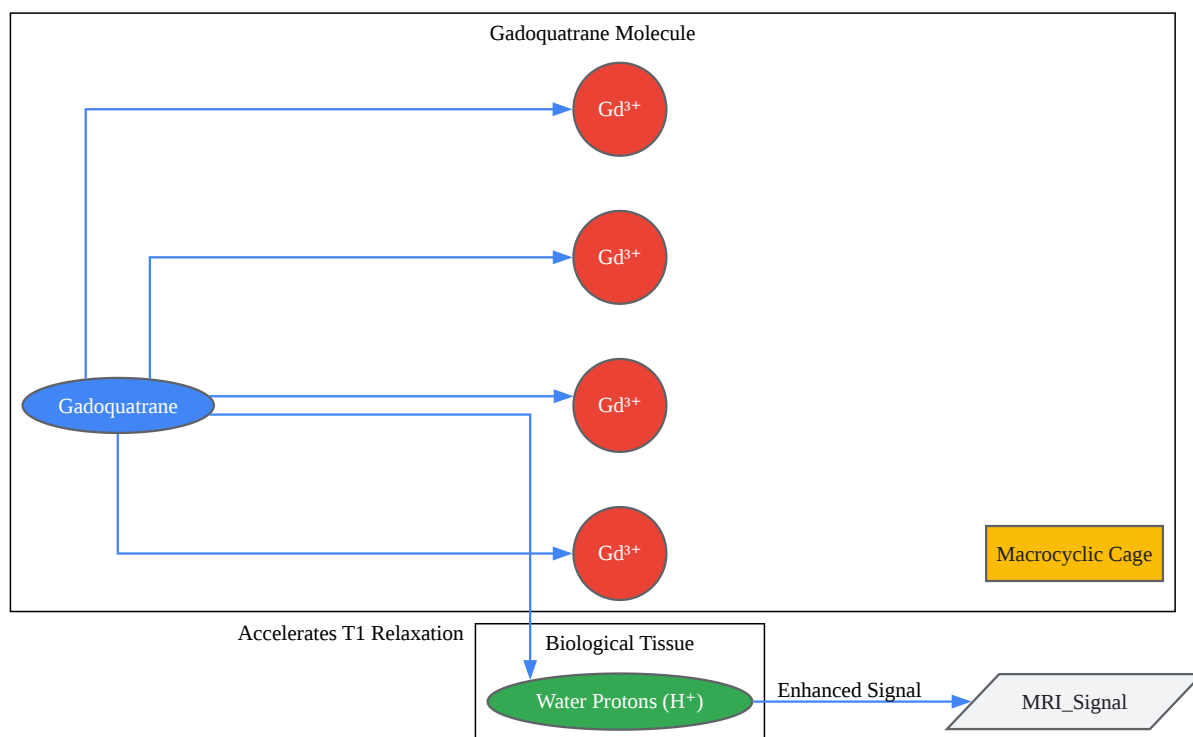 Gadoquatrane Molecule
Gd³⁺
Gd³⁺
Gadoquatrane
Gd³⁺
Gd³⁺
Macrocyclic Cage
Accelerates T1 Relaxation
Biological Tissue
Water Protons (H⁺)
Enhanced Signal
MRI_Signal